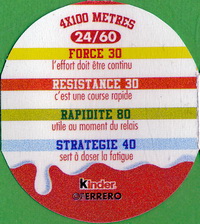 4X100 METRES
24/60
FORCE 30
l'effort doit être continu
RESISTANCE 30
c'est une course rapide
RAPIDITE 80
utile au moment du relais
STRATEGIE 40
sert à doser la fatigue
Kinder
FERRERO